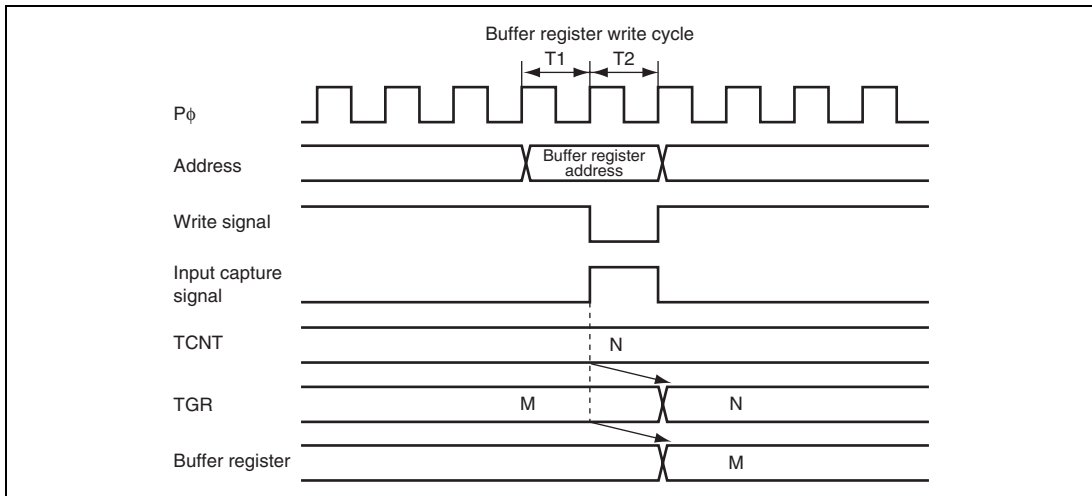 Buffer register write cycle
T1 T2
Pϕ
Address
Buffer register
address
Write signal
Input capture
signal
TCNT
N
TGR
M N
Buffer register
M